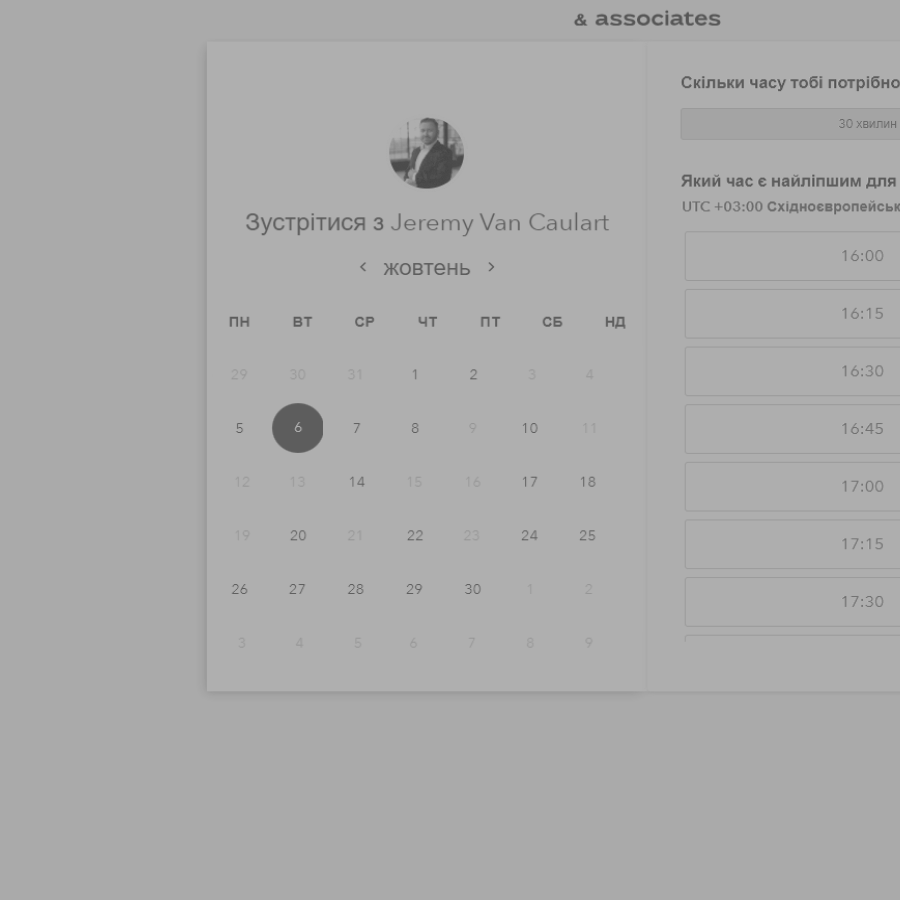 & associates
Зустрітися з Jeremy Van Caulart
жовтень
ПН ВТ СР ЧТ ПТ СБ НД
29 30 31 1 2 3 4
5 6 7 8 9 10 11
12 13 14 15 16 17 18
19 20 21 22 23 24 25
26 27 28 29 30 1 2
3 4 5 6 7 8 9
Скільки часу тобі потрібно
30 хвилин
Який час є найліпшим для
UTC +03:00 Східноєвропейськ
16:00
16:15
16:30
16:45
17:00
17:15
17:30